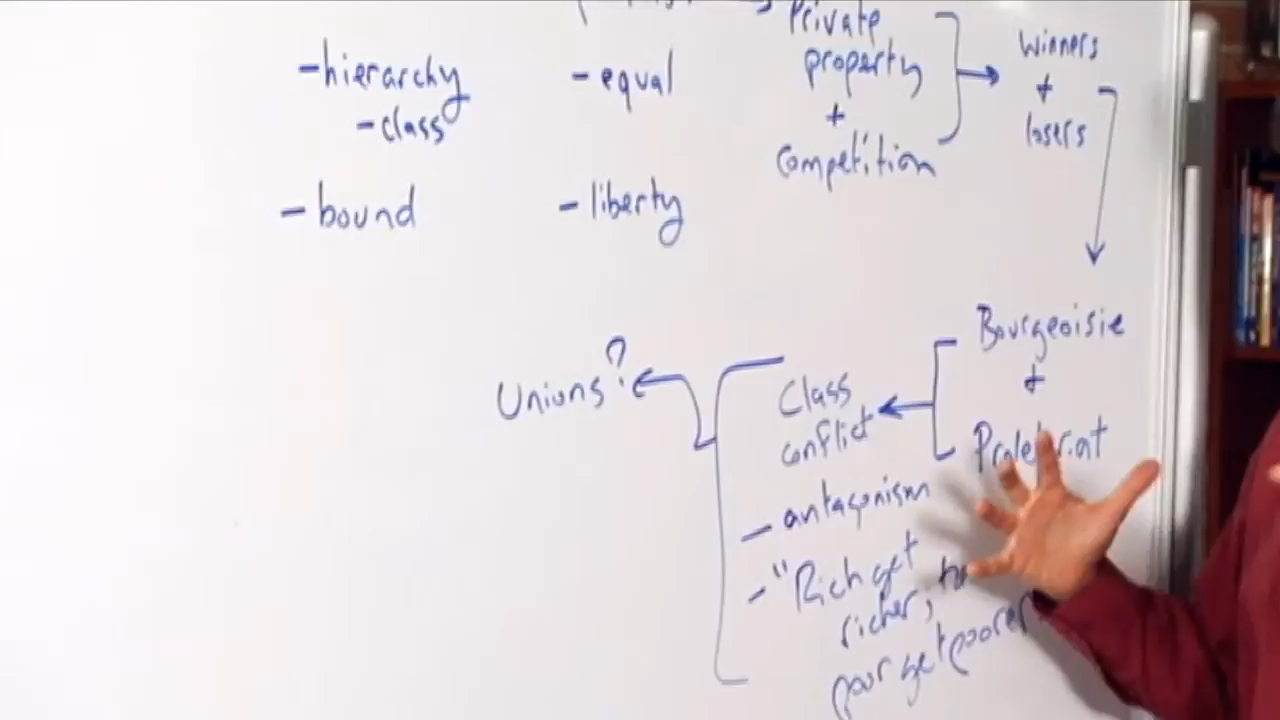 -hierarchy
-class
-bound
-equal
-liberty
Private
property
+
competition
winners
+
losers
Bourgeoisie
+
Class
conflict
- antagonism
- "Rich get
richer;
poor get poorer
Unions?